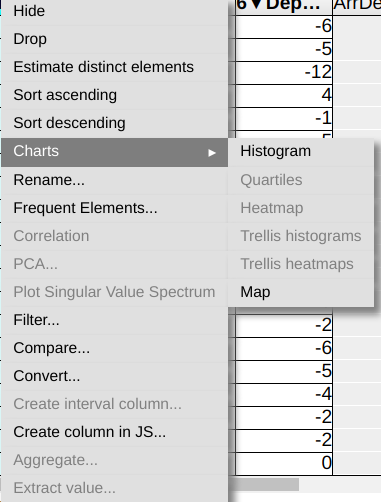 Hide
Drop
Estimate distinct elements
Sort ascending
Sort descending
Charts ▸
Rename...
Frequent Elements...
Correlation
PCA...
Plot Singular Value Spectrum
Filter...
Compare...
Convert...
Create interval column...
Create column in JS...
Aggregate...
Extract value...
Histogram
Quartiles
Heatmap
Trellis histograms
Trellis heatmaps
Map
6▼Dep...
-6
-5
-12
4
-1
-2
-6
-5
-4
-2
-2
0